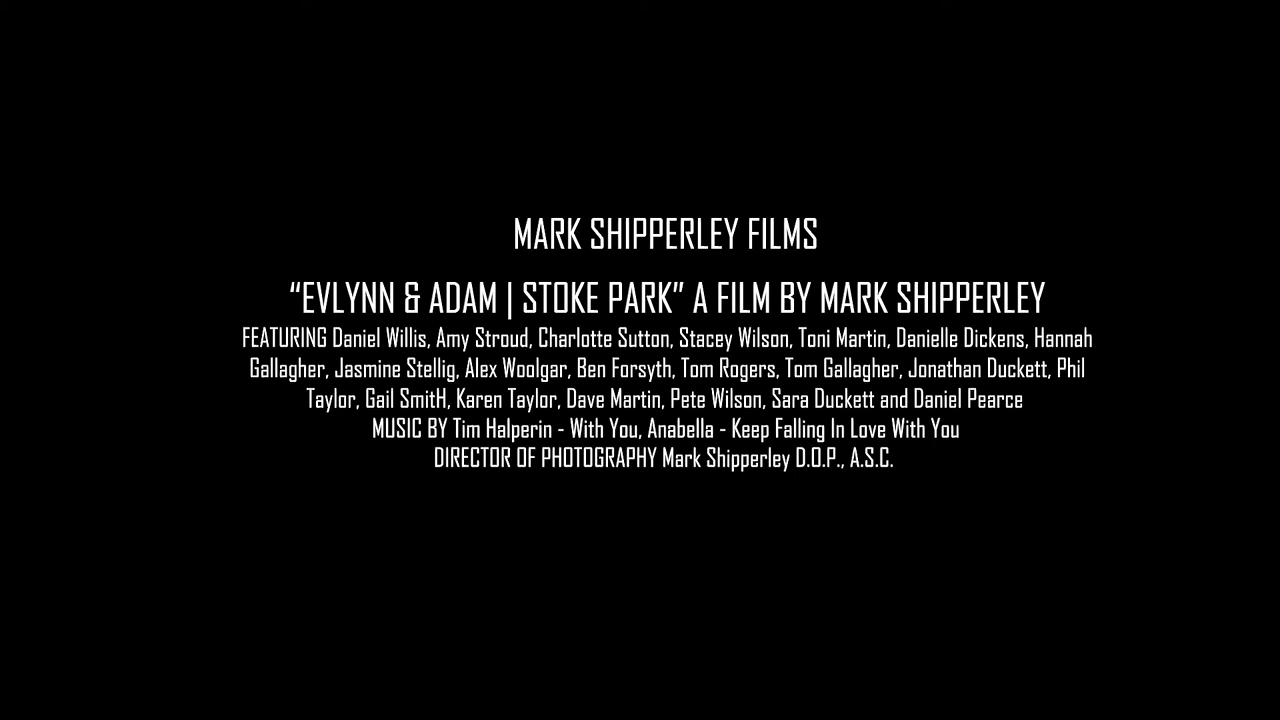 MARK SHIPPERLEY FILMS
“EVLYNN & ADAM | STOKE PARK” A FILM BY MARK SHIPPERLEY
FEATURING Daniel Willis, Amy Stroud, Charlotte Sutton, Stacey Wilson, Toni Martin, Danielle Dickens, Hannah
Gallagher, Jasmine Stellig, Alex Woolgar, Ben Forsyth, Tom Rogers, Tom Gallagher, Jonathan Duckett, Phil
Taylor, Gail SmitH, Karen Taylor, Dave Martin, Pete Wilson, Sara Duckett and Daniel Pearce
MUSIC BY Tim Halperin - With You, Anabella - Keep Falling In Love With You
DIRECTOR OF PHOTOGRAPHY Mark Shipperley D.O.P., A.S.C.